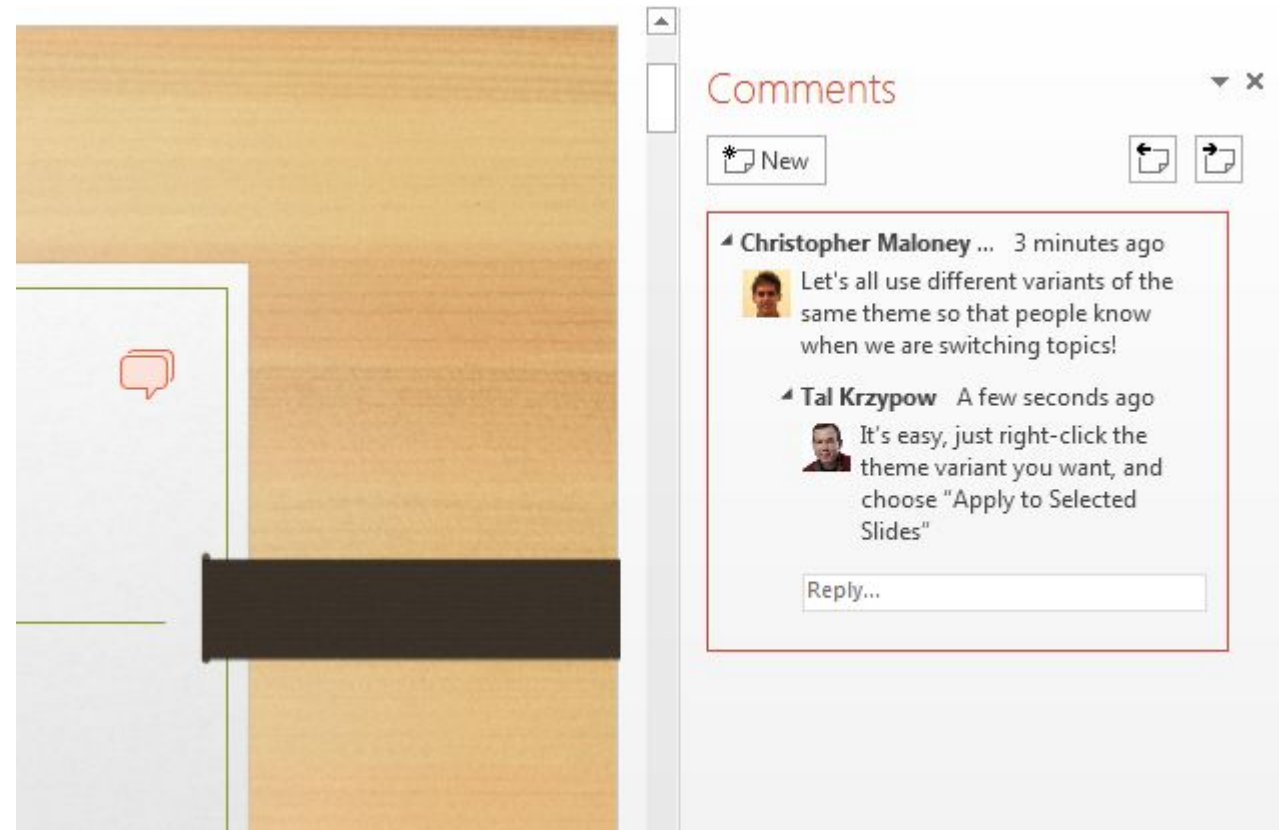 Comments
New
Christopher Maloney ... 3 minutes ago
Let's all use different variants of the
same theme so that people know
when we are switching topics!
Tal Krzypow A few seconds ago
It's easy, just right-click the
theme variant you want, and
choose “Apply to Selected
Slides”
Reply...